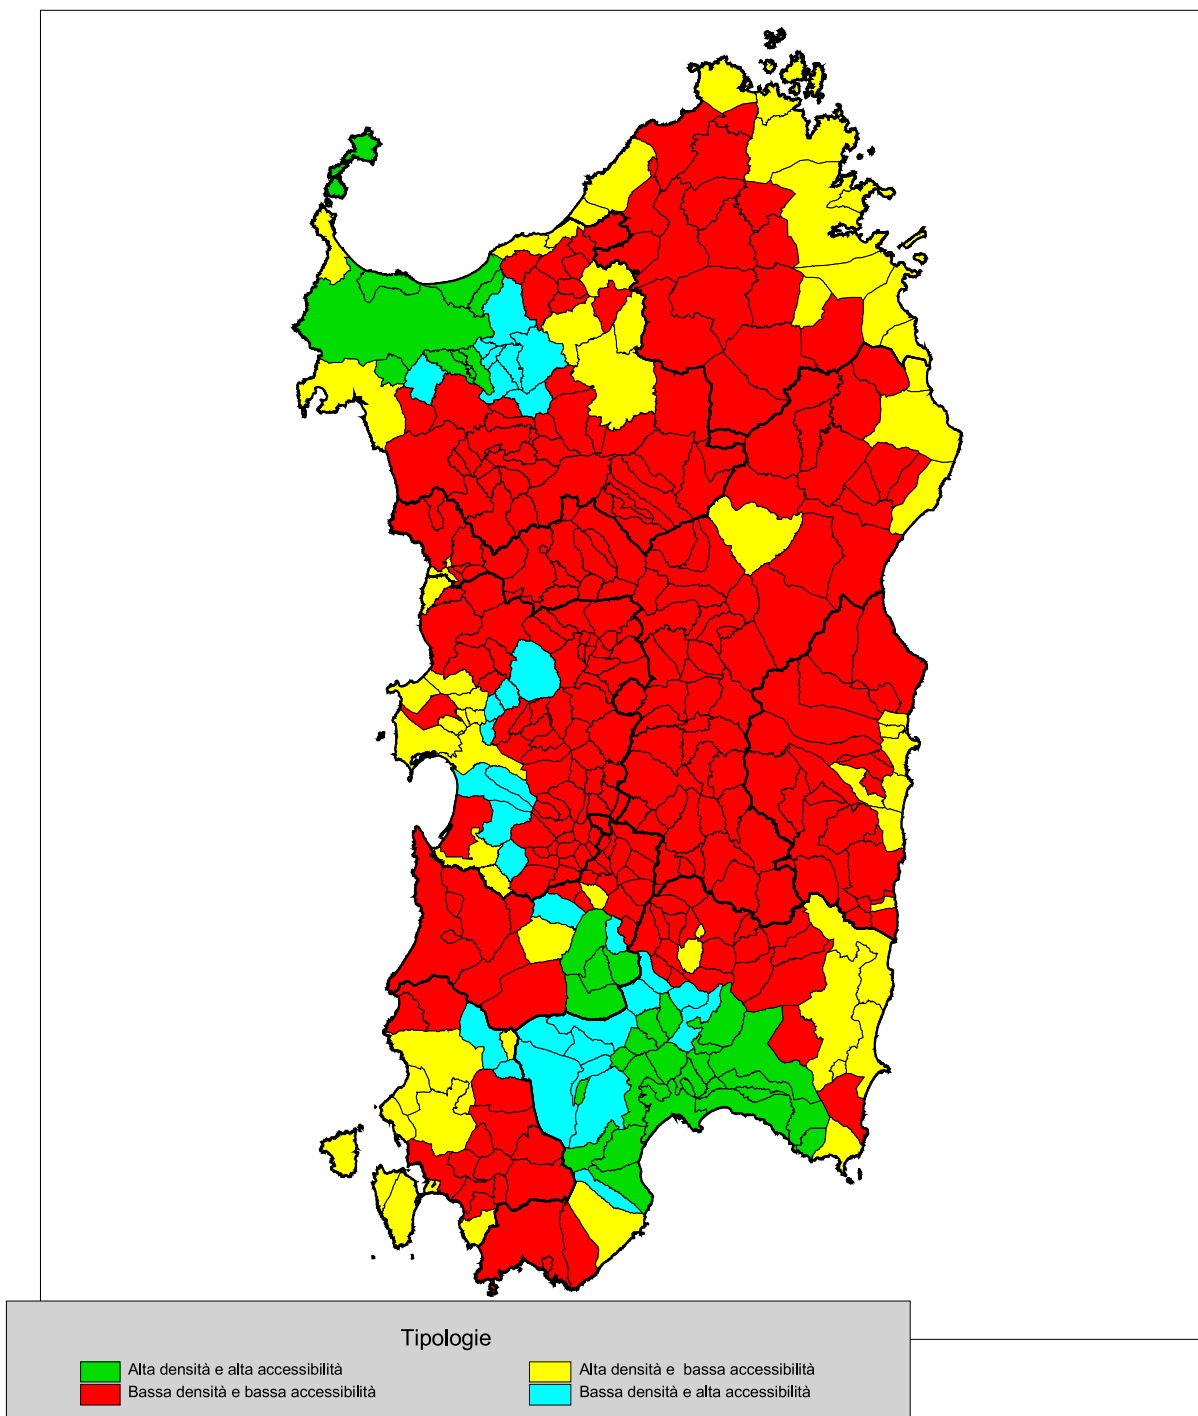 Tipologie
Alta densità e alta accessibilità
Alta densità e  bassa accessibilità
Bassa densità e bassa accessibilità
Bassa densità e alta accessibilità